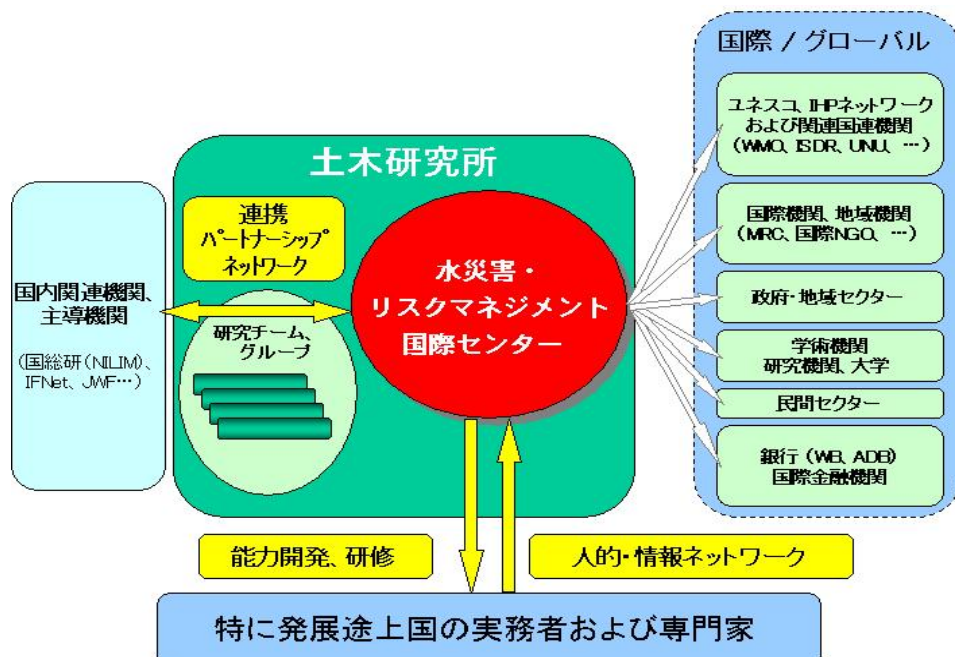 国際 / グローバル
ユネスコ、IHPネットワーク
および関連国連機関
(WMO、ISDR、UNU、…)
国際機関、地域機関
(MRC、国際NGO、…)
政府・地域セクター
学術機関
研究機関、大学
民間セクター
銀行 (WB、ADB)
国際金融機関
土木研究所
連携
パートナーシップ
ネットワーク
水災害・
リスクマネジメント
国際センター
研究チーム、
グループ
国内関連機関、
主導機関
(国総研(NILIM)、
IFNet、JWF…)
能力開発、研修
人的・情報ネットワーク
特に発展途上国の実務者および専門家